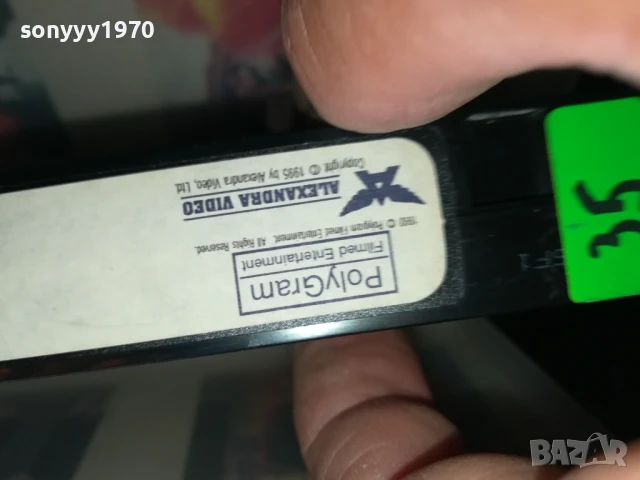 sonyyy1970
PolyGram
Filmed Entertainment
1992 © Polygram Filmed Entertainment. All Rights Reserved.
ALEXANDRA VIDEO
Copyright © 1995 by Alexandra Video, Ltd.
35
BAZAR